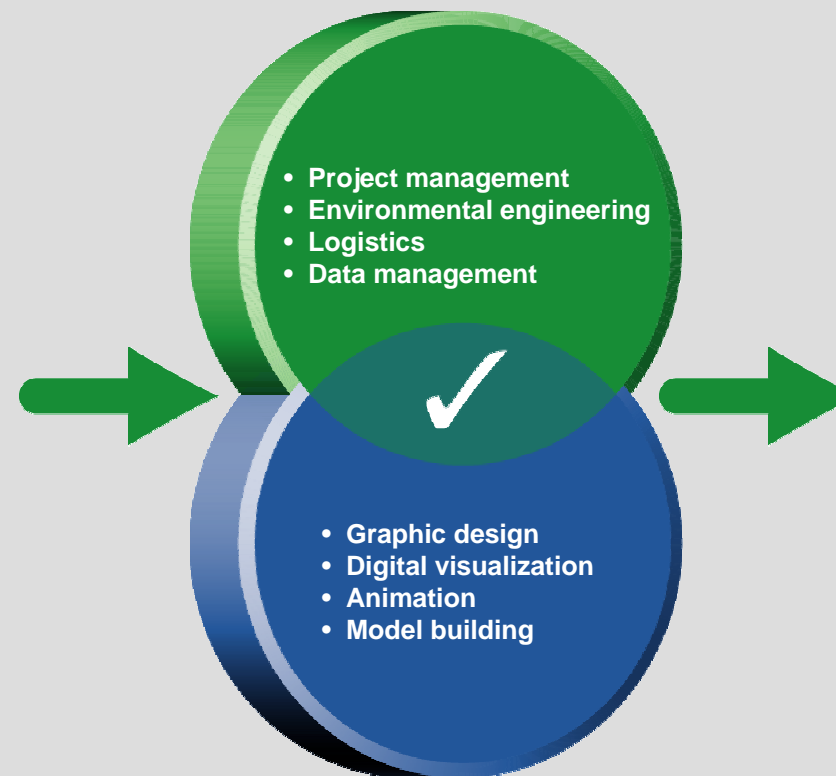 • Project management
• Environmental engineering
• Logistics
• Data management
• Graphic design
• Digital visualization
• Animation
• Model building